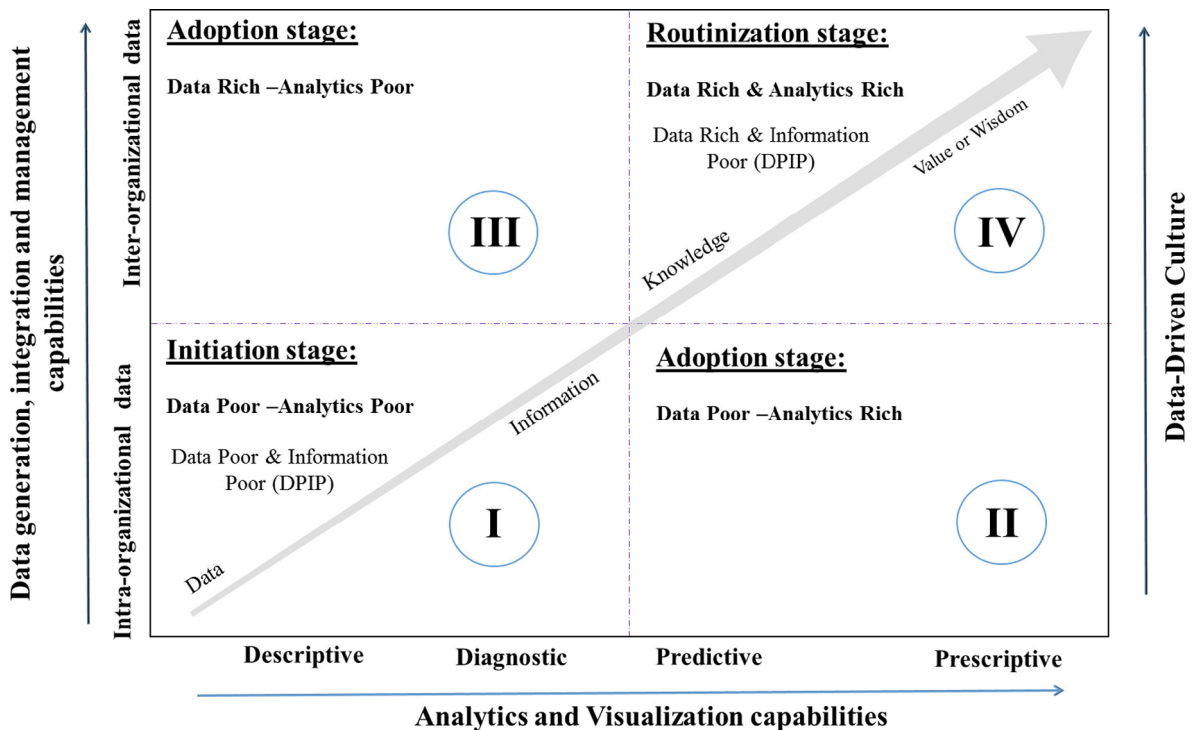 Data generation, integration and management
capabilities
Inter-organizational data
Intra-organizational data
Adoption stage:
Data Rich –Analytics Poor
III
Routinization stage:
Data Rich & Analytics Rich
Data Rich & Information
Poor (DPIP)
IV
Initiation stage:
Data Poor –Analytics Poor
Data Poor & Information
Poor (DPIP)
I
Adoption stage:
Data Poor –Analytics Rich
II
Data
Information
Knowledge
Value or Wisdom
Data-Driven Culture
Descriptive
Diagnostic
Predictive
Prescriptive
Analytics and Visualization capabilities